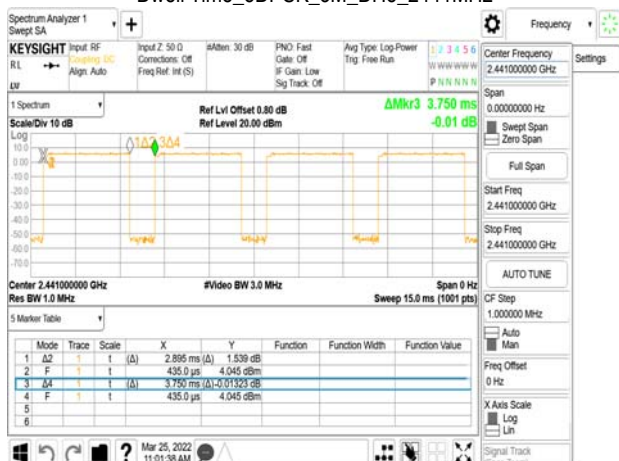 Spectrum Analyzer 1
Swept SA
Frequency
KEYSIGHT
RL
Input: RF
Coupling: DC
Align: Auto
Input Z: 50 Ω
Corrections: Off
Freq Ref: Int (S)
#Atten: 30 dB
PNO: Fast
Gate: Off
IF Gain: Low
Sig Track: Off
Avg Type: Log-Power
Trig: Free Run
1 2 3 4 5 6
W W W W W W
P N N N N N
1 Spectrum
Scale/Div 10 dB
Ref Lvl Offset 0.80 dB
Ref Level 20.00 dBm
ΔMkr3 3.750 ms
-0.01 dB
Log
10.0
0.00
-10.0
-20.0
-30.0
-40.0
-50.0
-60.0
-70.0
1Δ2 3Δ4
Center 2.441000000 GHz
Res BW 1.0 MHz
#Video BW 3.0 MHz
Span 0 Hz
Sweep 15.0 ms (1001 pts)
5 Marker Table
Mode Trace Scale X Y Function Function Width Function Value
1 Δ2 1 t (Δ) 2.895 ms (Δ) 1.539 dB
2 F 1 t 435.0 µs 4.045 dBm
3 Δ4 1 t (Δ) 3.750 ms (Δ) -0.01323 dB
4 F 1 t 435.0 µs 4.045 dBm
5
6
Mar 25, 2022
11:01:38 AM
Center Frequency
2.441000000 GHz
Settings
Span
0.00000000 Hz
Swept Span
Zero Span
Full Span
Start Freq
2.441000000 GHz
Stop Freq
2.441000000 GHz
AUTO TUNE
CF Step
1.000000 MHz
Auto
Man
Freq Offset
0 Hz
X Axis Scale
Log
Lin
Signal Track